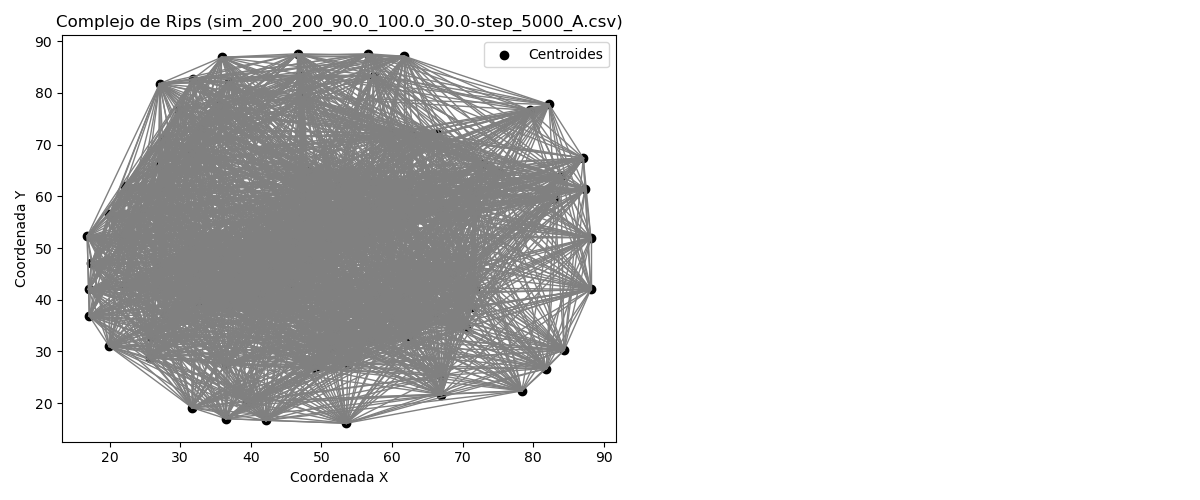 Complejo de Rips (sim_200_200_90.0_100.0_30.0-step_5000_A.csv)
Centroides
90
80
70
60
50
40
30
20
Coordenada Y
20 30 40 50 60 70 80 90
Coordenada X